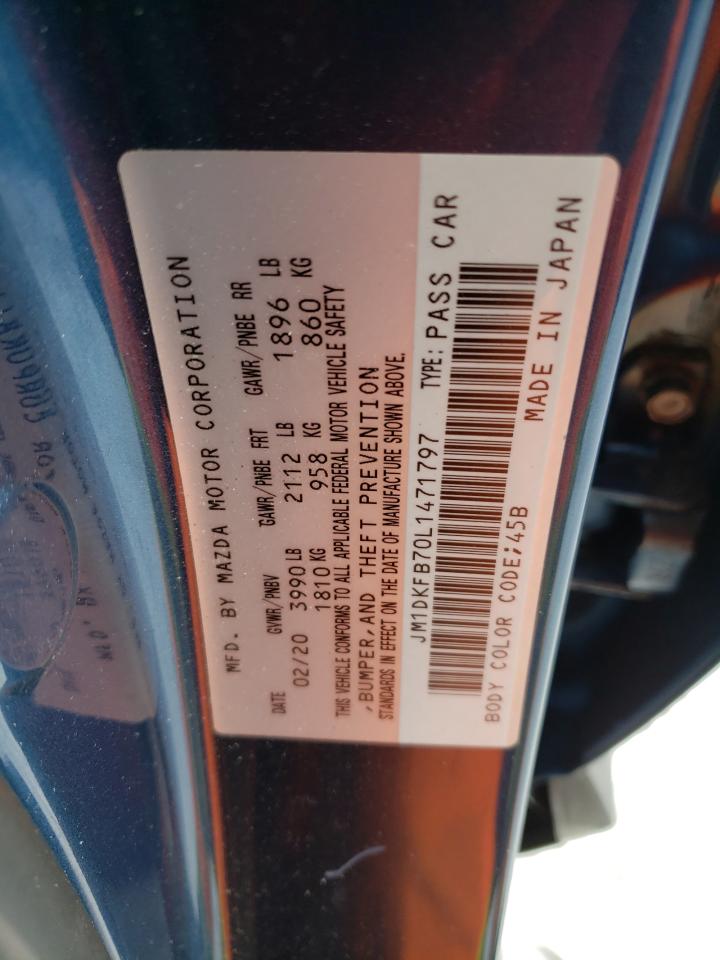 MFD. BY MAZDA MOTOR CORPORATION
DATE GVWR/PNBV GAWR/PNBE FRT GAWR/PNBE RR
02/20 3990 LB 2112 LB 1896 LB
1810 KG 958 KG 860 KG
THIS VEHICLE CONFORMS TO ALL APPLICABLE FEDERAL MOTOR VEHICLE SAFETY
,BUMPER,AND THEFT PREVENTION
STANDARDS IN EFFECT ON THE DATE OF MANUFACTURE SHOWN ABOVE.
JM1DKFB70L1471797 TYPE: PASS CAR
BODY COLOR CODE;45B MADE IN JAPAN